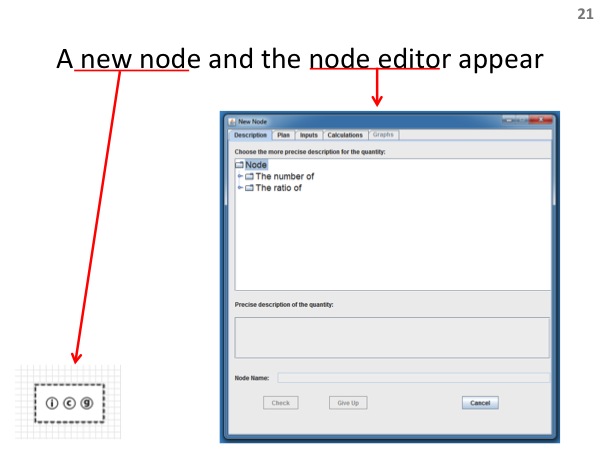 21
A new node and the node editor appear
New Node
Description Plan Inputs Calculations Graphs
Choose the more precise description for the quantity:
Node
The number of
The ratio of
Precise description of the quantity:
Node Name:
Check Give Up Cancel
i c g